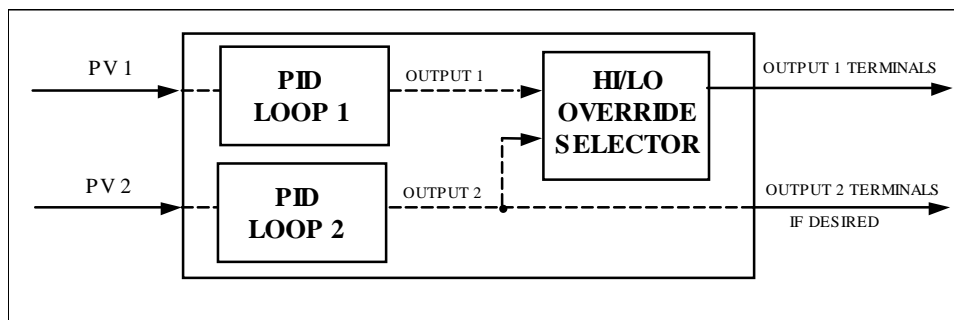 PV 1
PID
LOOP 1
OUTPUT 1
HI/LO
OVERRIDE
SELECTOR
OUTPUT 1 TERMINALS
PV 2
PID
LOOP 2
OUTPUT 2
OUTPUT 2 TERMINALS
IF DESIRED